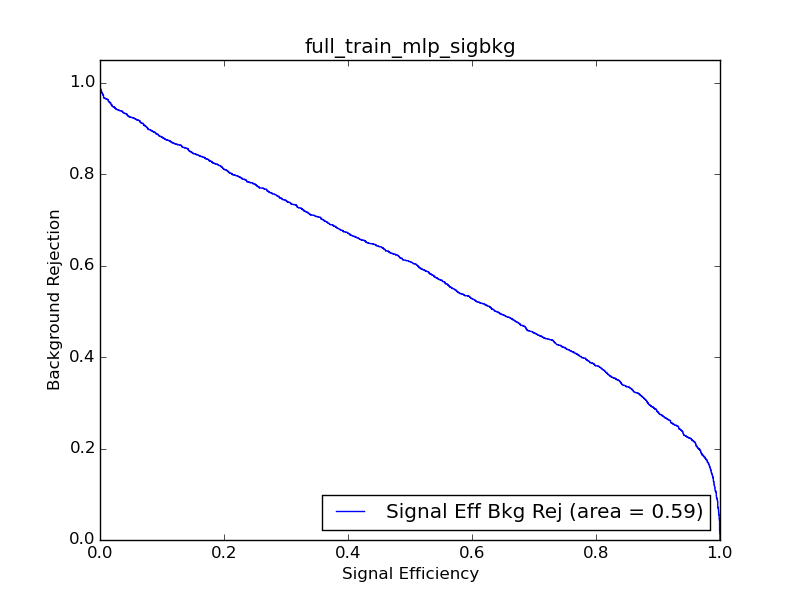 full_train_mlp_sigbkg
1.0
0.8
0.6
0.4
0.2
0.0
Background Rejection
Signal Eff Bkg Rej (area = 0.59)
0.0 0.2 0.4 0.6 0.8 1.0
Signal Efficiency